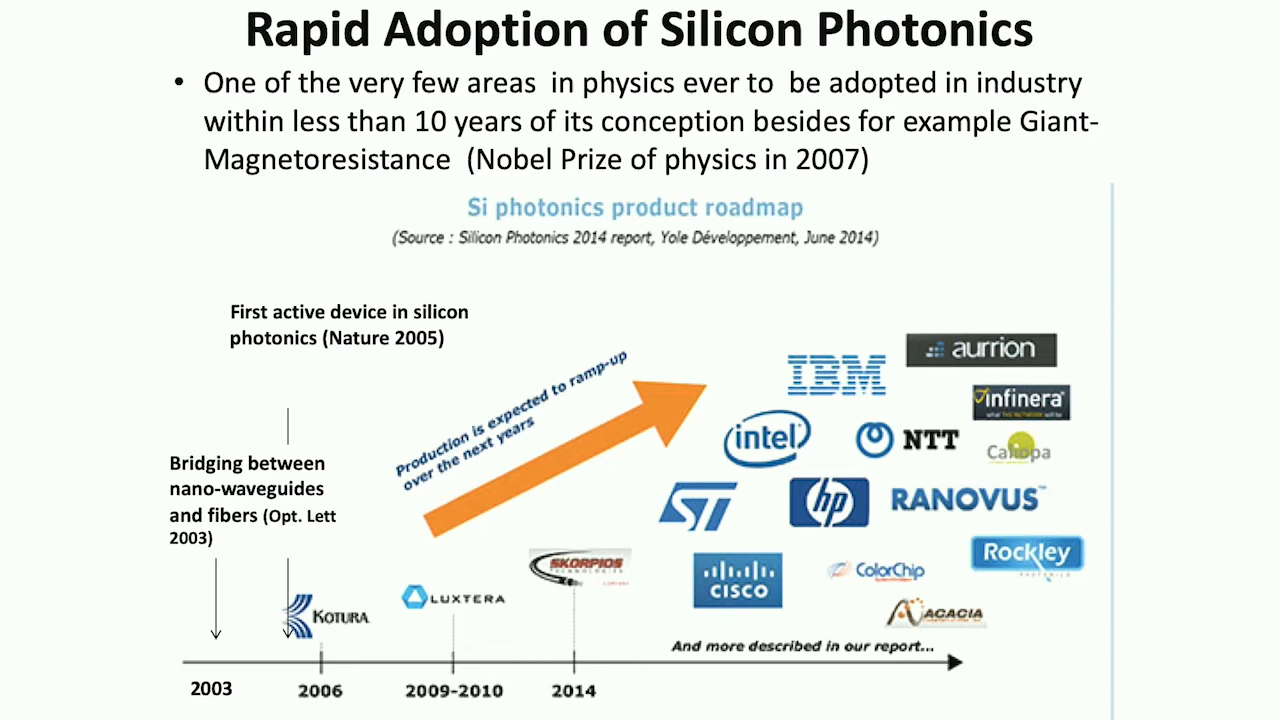 Rapid Adoption of Silicon Photonics
• One of the very few areas in physics ever to be adopted in industry
within less than 10 years of its conception besides for example Giant-
Magnetoresistance (Nobel Prize of physics in 2007)
Si photonics product roadmap
(Source : Silicon Photonics 2014 report, Yole Développement, June 2014)
First active device in silicon
photonics (Nature 2005)
Production is expected to ramp-up
over the next years
Bridging between
nano-waveguides
and fibers (Opt. Lett
2003)
KOTURA
LUXTERA
SKORPIOS
TECHNOLOGIES
COMPANY
IBM
aurrion
infinera
intel
NTT
Caliopa
ST
hp
RANOVUS
CISCO
ColorChip
Rockley
PHOTONICS
ACACIA
And more described in our report...
2003
2006
2009-2010
2014